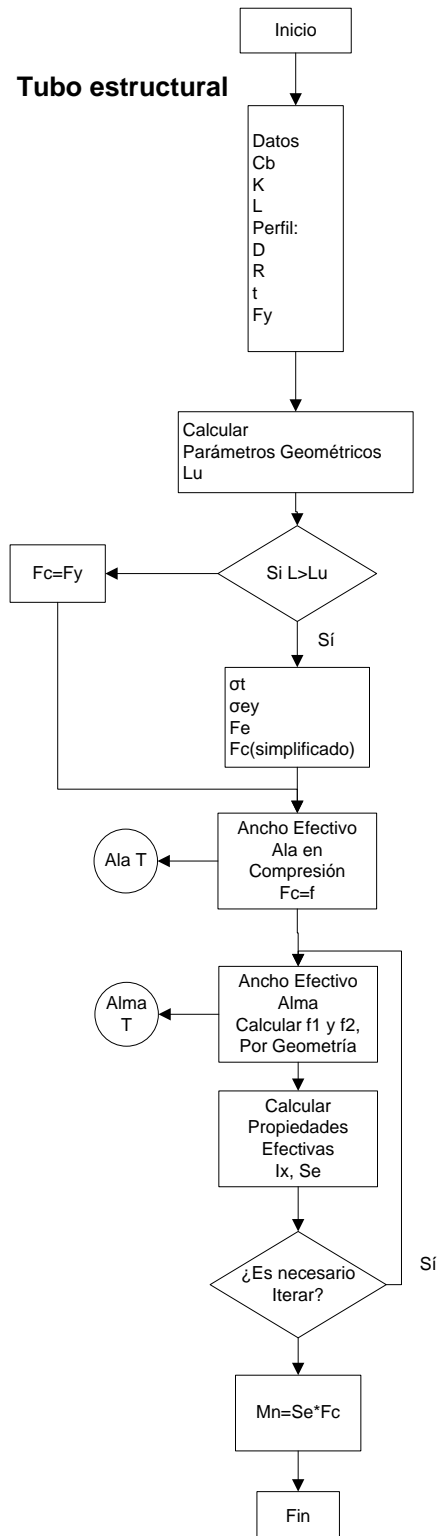 Inicio
Tubo estructural
Datos
Cb
K
L
Perfil:
D
R
t
Fy
Calcular
Parámetros Geométricos
Lu
Si L>Lu
Fc=Fy
Sí
σt
σey
Fe
Fc(simplificado)
Ancho Efectivo
Ala en
Compresión
Fc=f
Ala T
Ancho Efectivo
Alma
Calcular f1 y f2,
Por Geometría
Alma
T
Calcular
Propiedades
Efectivas
Ix, Se
¿Es necesario
Iterar?
Sí
Mn=Se*Fc
Fin